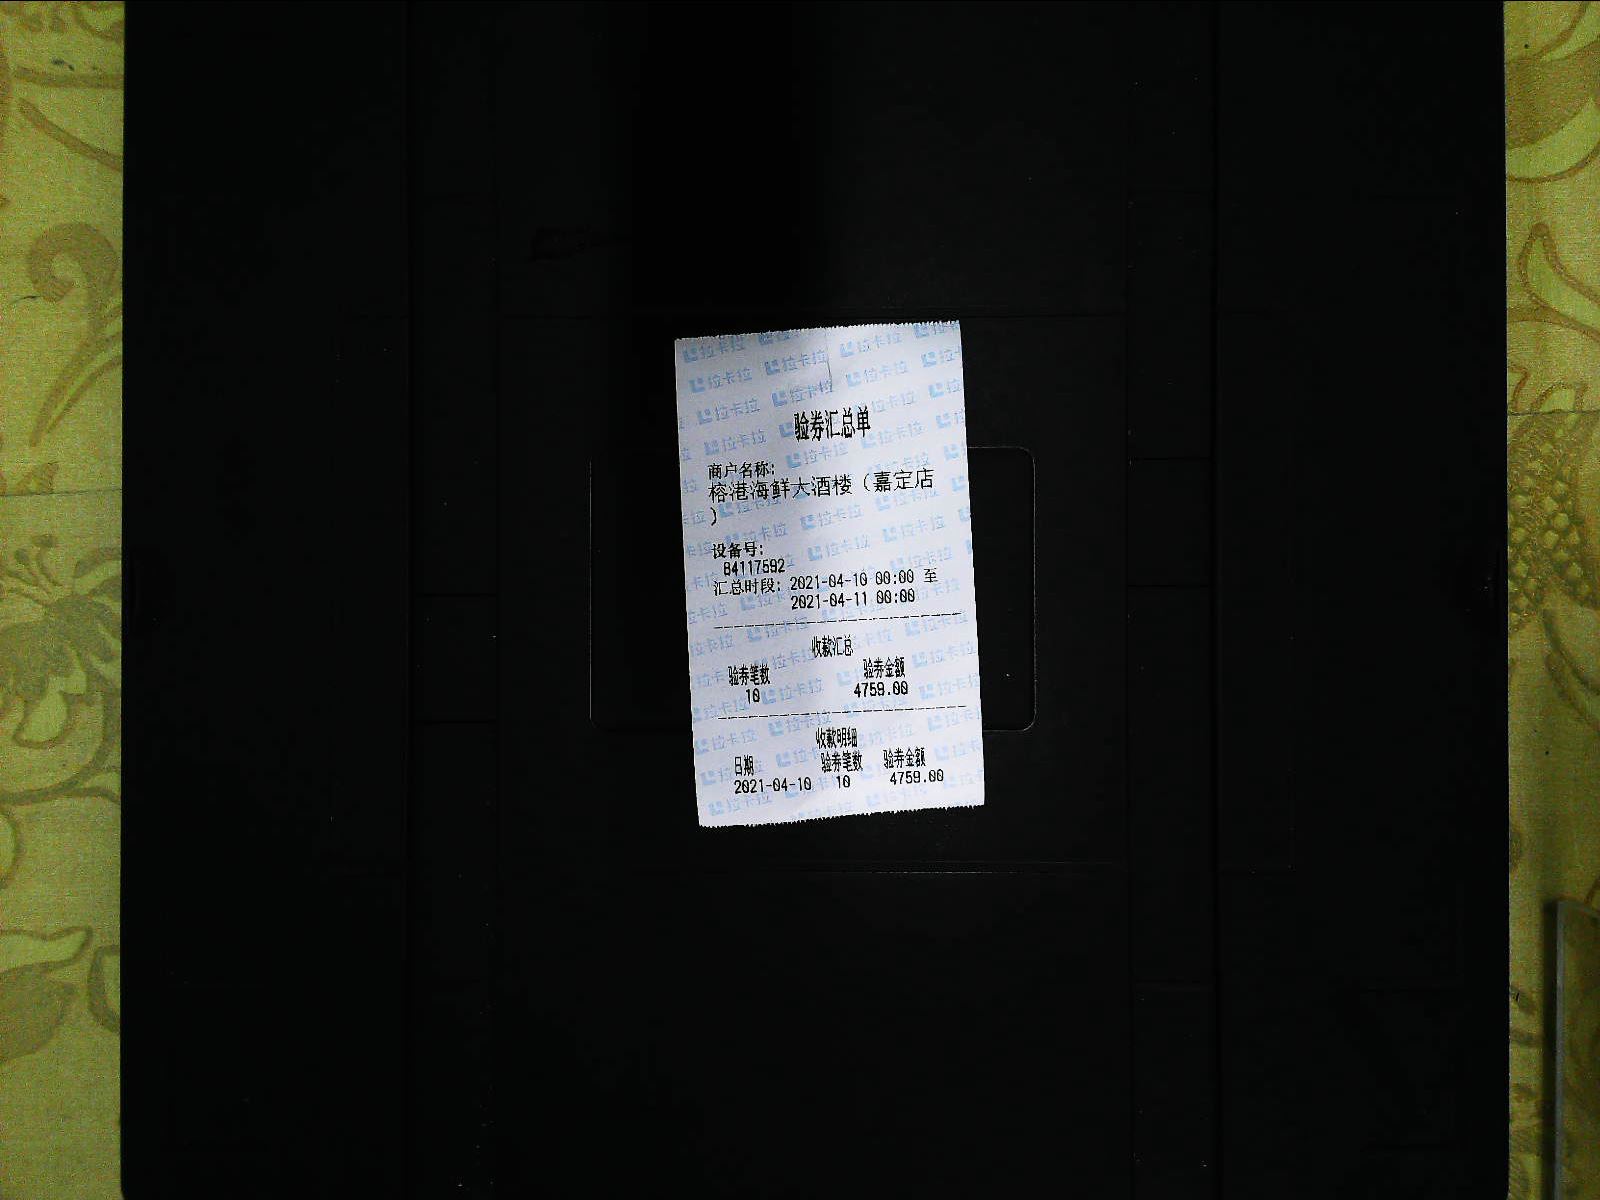 验券汇总单
商户名称:
榕港海鲜大酒楼（嘉定店
）
设备号:
84117592
汇总时段: 2021-04-10 00:00 至
2021-04-11 00:00
收款汇总
验券笔数 验券金额
10 4759.00
收款明细
日期 验券笔数 验券金额
2021-04-10 10 4759.00